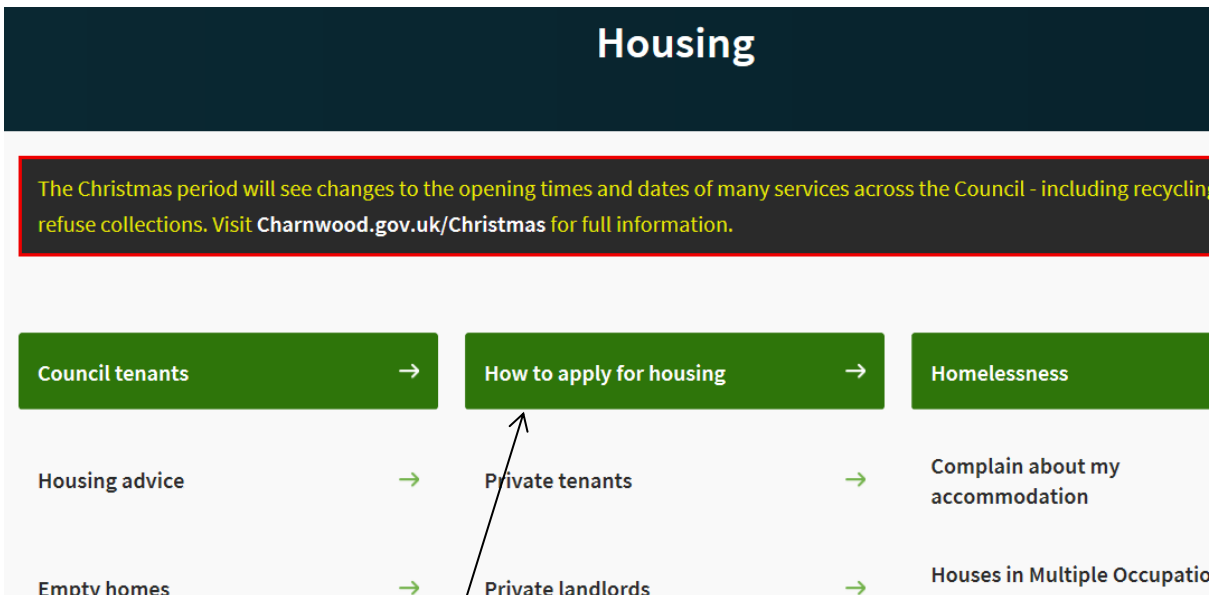 Housing
The Christmas period will see changes to the opening times and dates of many services across the Council - including recycling
refuse collections. Visit Charnwood.gov.uk/Christmas for full information.
Council tenants →
How to apply for housing →
Homelessness
Housing advice →
Private tenants →
Complain about my
accommodation
Empty homes →
Private landlords →
Houses in Multiple Occupatio